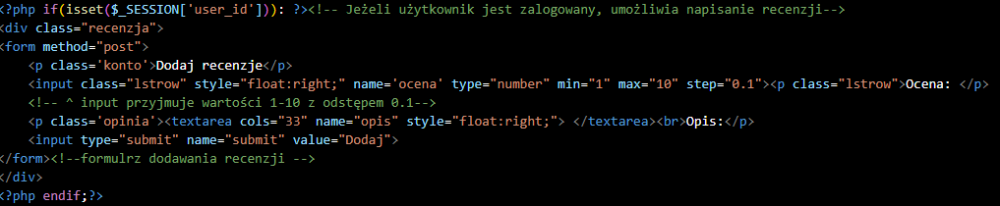 <?php if(isset($_SESSION['user_id'])): ?><!-- Jeżeli użytkownik jest zalogowany, umożliwia napisanie recenzji-->
<div class="recenzja">
<form method="post">
<p class='konto'>Dodaj recenzje</p>
<input class="lstrow" style="float:right;" name='ocena' type="number" min="1" max="10" step="0.1"><p class="lstrow">Ocena: </p>
<!-- ^ input przyjmuje wartości 1-10 z odstępem 0.1-->
<p class='opinia'><textarea cols="33" name="opis" style="float:right;"> </textarea><br>Opis:</p>
<input type="submit" name="submit" value="Dodaj">
</form><!--formulrz dodawania recenzji -->
</div>
<?php endif;?>